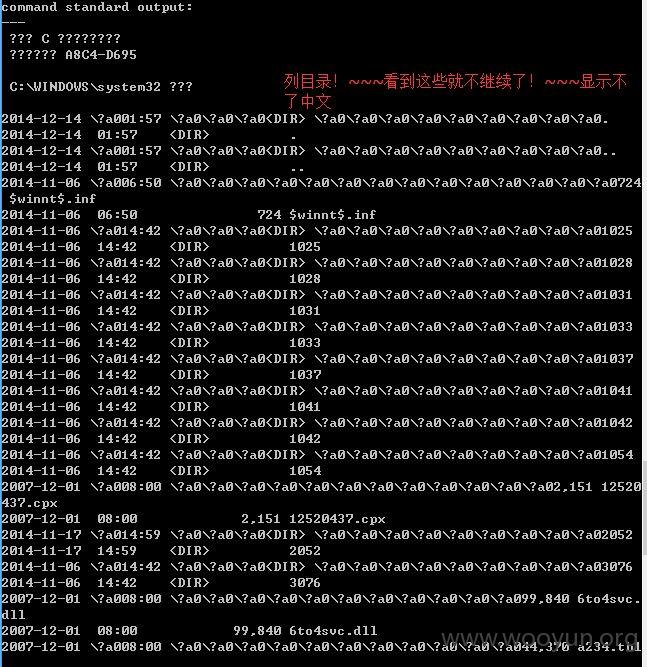 command standard output:
---
??? C ????????
?????? A8C4-D695
C:\WINDOWS\system32 ???
列目录！~~~看到这些就不继续了！~~~显示不
了中文
2014-12-14 \?a001:57 \?a0\?a0\?a0<DIR> \?a0\?a0\?a0\?a0\?a0\?a0\?a0\?a0.
2014-12-14  01:57    <DIR>          .
2014-12-14 \?a001:57 \?a0\?a0\?a0<DIR> \?a0\?a0\?a0\?a0\?a0\?a0\?a0\?a0..
2014-12-14  01:57    <DIR>          ..
2014-11-06 \?a006:50 \?a0\?a0\?a0\?a0\?a0\?a0\?a0\?a0\?a0\?a0\?a0\?a0724
$winnt$.inf
2014-11-06  06:50               724 $winnt$.inf
2014-11-06 \?a014:42 \?a0\?a0\?a0<DIR> \?a0\?a0\?a0\?a0\?a0\?a0\?a0\?a01025
2014-11-06  14:42    <DIR>          1025
2014-11-06 \?a014:42 \?a0\?a0\?a0<DIR> \?a0\?a0\?a0\?a0\?a0\?a0\?a0\?a01028
2014-11-06  14:42    <DIR>          1028
2014-11-06 \?a014:42 \?a0\?a0\?a0<DIR> \?a0\?a0\?a0\?a0\?a0\?a0\?a0\?a01031
2014-11-06  14:42    <DIR>          1031
2014-11-06 \?a014:42 \?a0\?a0\?a0<DIR> \?a0\?a0\?a0\?a0\?a0\?a0\?a0\?a01033
2014-11-06  14:42    <DIR>          1033
2014-11-06 \?a014:42 \?a0\?a0\?a0<DIR> \?a0\?a0\?a0\?a0\?a0\?a0\?a0\?a01037
2014-11-06  14:42    <DIR>          1037
2014-11-06 \?a014:42 \?a0\?a0\?a0<DIR> \?a0\?a0\?a0\?a0\?a0\?a0\?a0\?a01041
2014-11-06  14:42    <DIR>          1041
2014-11-06 \?a014:42 \?a0\?a0\?a0<DIR> \?a0\?a0\?a0\?a0\?a0\?a0\?a0\?a01042
2014-11-06  14:42    <DIR>          1042
2014-11-06 \?a014:42 \?a0\?a0\?a0<DIR> \?a0\?a0\?a0\?a0\?a0\?a0\?a0\?a01054
2014-11-06  14:42    <DIR>          1054
2007-12-01 \?a008:00 \?a0\?a0\?a0\?a0\?a0\?a0\?a0\?a0\?a0\?a02,151 12520
437.cpx
2007-12-01  08:00             2,151 12520437.cpx
2014-11-17 \?a014:59 \?a0\?a0\?a0<DIR> \?a0\?a0\?a0\?a0\?a0\?a0\?a0\?a02052
2014-11-17  14:59    <DIR>          2052
2014-11-06 \?a014:42 \?a0\?a0\?a0<DIR> \?a0\?a0\?a0\?a0\?a0\?a0\?a0\?a03076
2014-11-06  14:42    <DIR>          3076
2007-12-01 \?a008:00 \?a0\?a0\?a0\?a0\?a0\?a0\?a0\?a0\?a0\?a099,840 6to4svc.
dll
2007-12-01  08:00            99,840 6to4svc.dll
2007-12-01 \?a008:00 \?a0\?a0\?a0\?a0\?a0\?a0\?a0\?a0\?a0\?a044,370 a234.tbl
www.wooyun.org